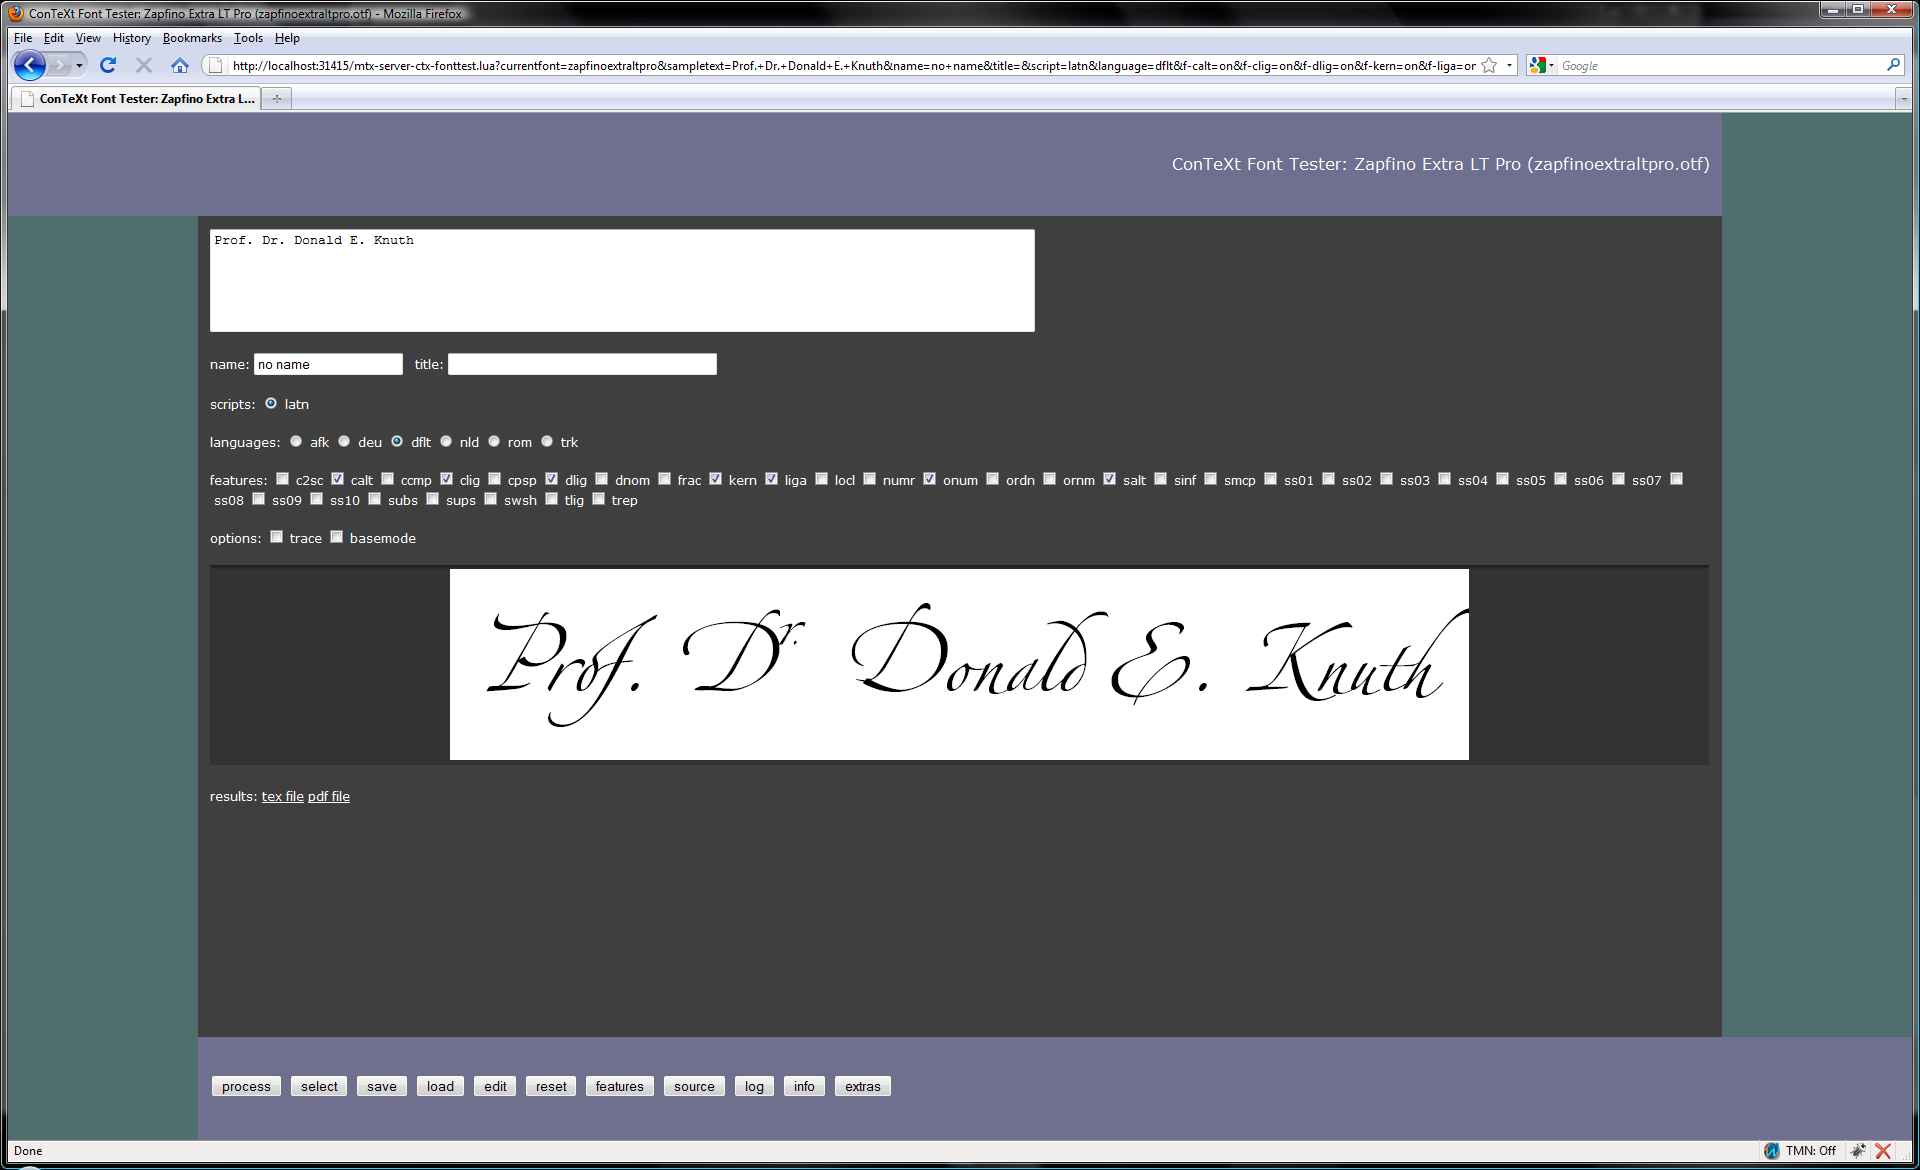 ConTeXt Font Tester: Zapfino Extra LT Pro (zapfinoextraltpro.otf) - Mozilla Firefox
File Edit View History Bookmarks Tools Help
http://localhost:31415/mtx-server-ctx-fonttest.lua?currentfont=zapfinoextraltpro&sampletext=Prof.+Dr.+Donald+E.+Knuth&name=no+name&title=&script=latn&language=dflt&f-calt=on&f-clig=on&f-dlig=on&f-kern=on&f-liga=or Google
ConTeXt Font Tester: Zapfino Extra L...
ConTeXt Font Tester: Zapfino Extra LT Pro (zapfinoextraltpro.otf)
Prof. Dr. Donald E. Knuth
name: no name title:
scripts: latn
languages: afk deu dflt nld rom trk
features: c2sc calt ccmp clig cpsp dlig dnom frac kern liga locl numr onum ordn ornm salt sinf smcp ss01 ss02 ss03 ss04 ss05 ss06 ss07
ss08 ss09 ss10 subs sups swsh tlig trep
options: trace basemode
Prof. Dr. Donald E. Knuth
results: tex file pdf file
process select save load edit reset features source log info extras
Done TMN: Off